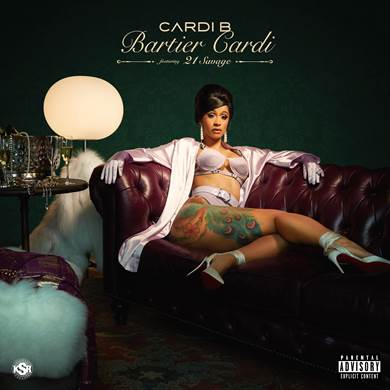 CARDI B
Bartier Cardi
featuring 21 Savage
KSR
PARENTAL
ADVISORY
EXPLICIT CONTENT